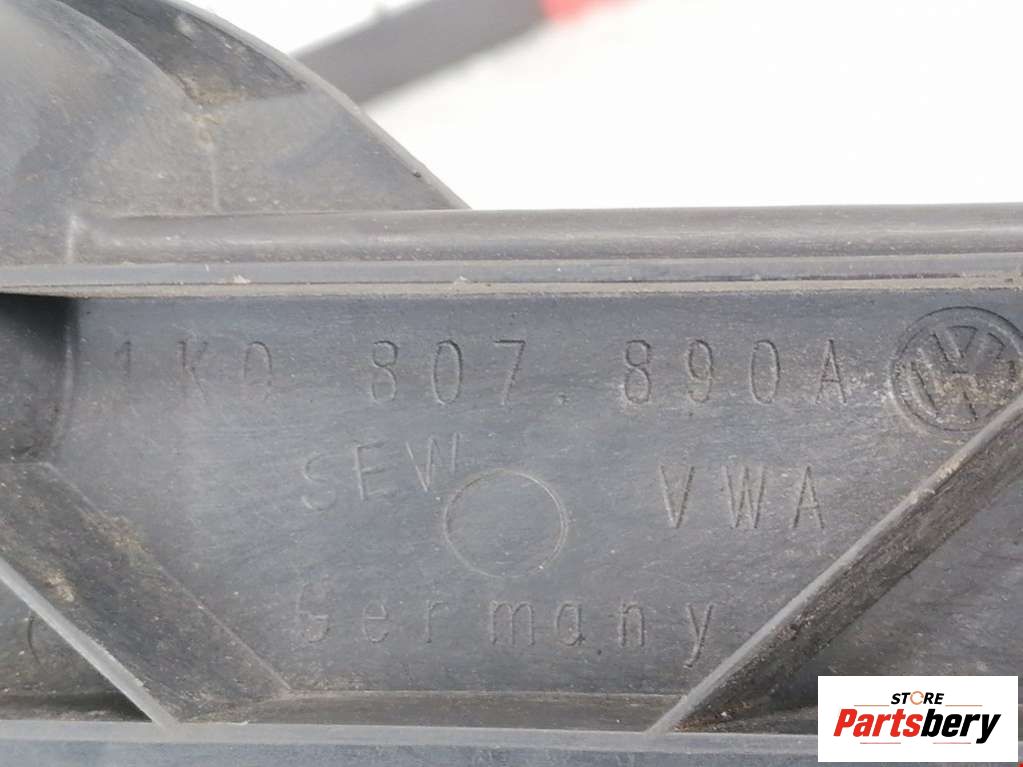 1K0 807.890A
SEW VWA
Germany
STORE
Partsbery